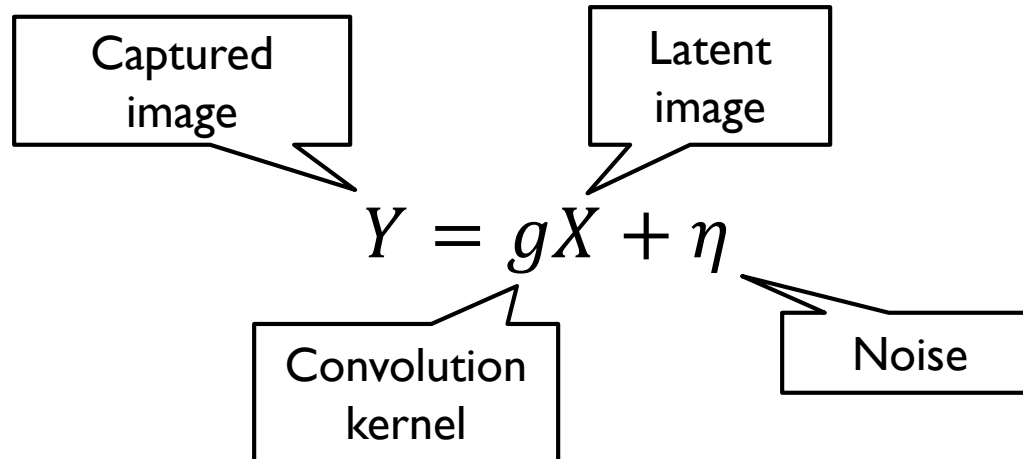 Captured
image
Latent
image
Y = gX + η
Convolution
kernel
Noise